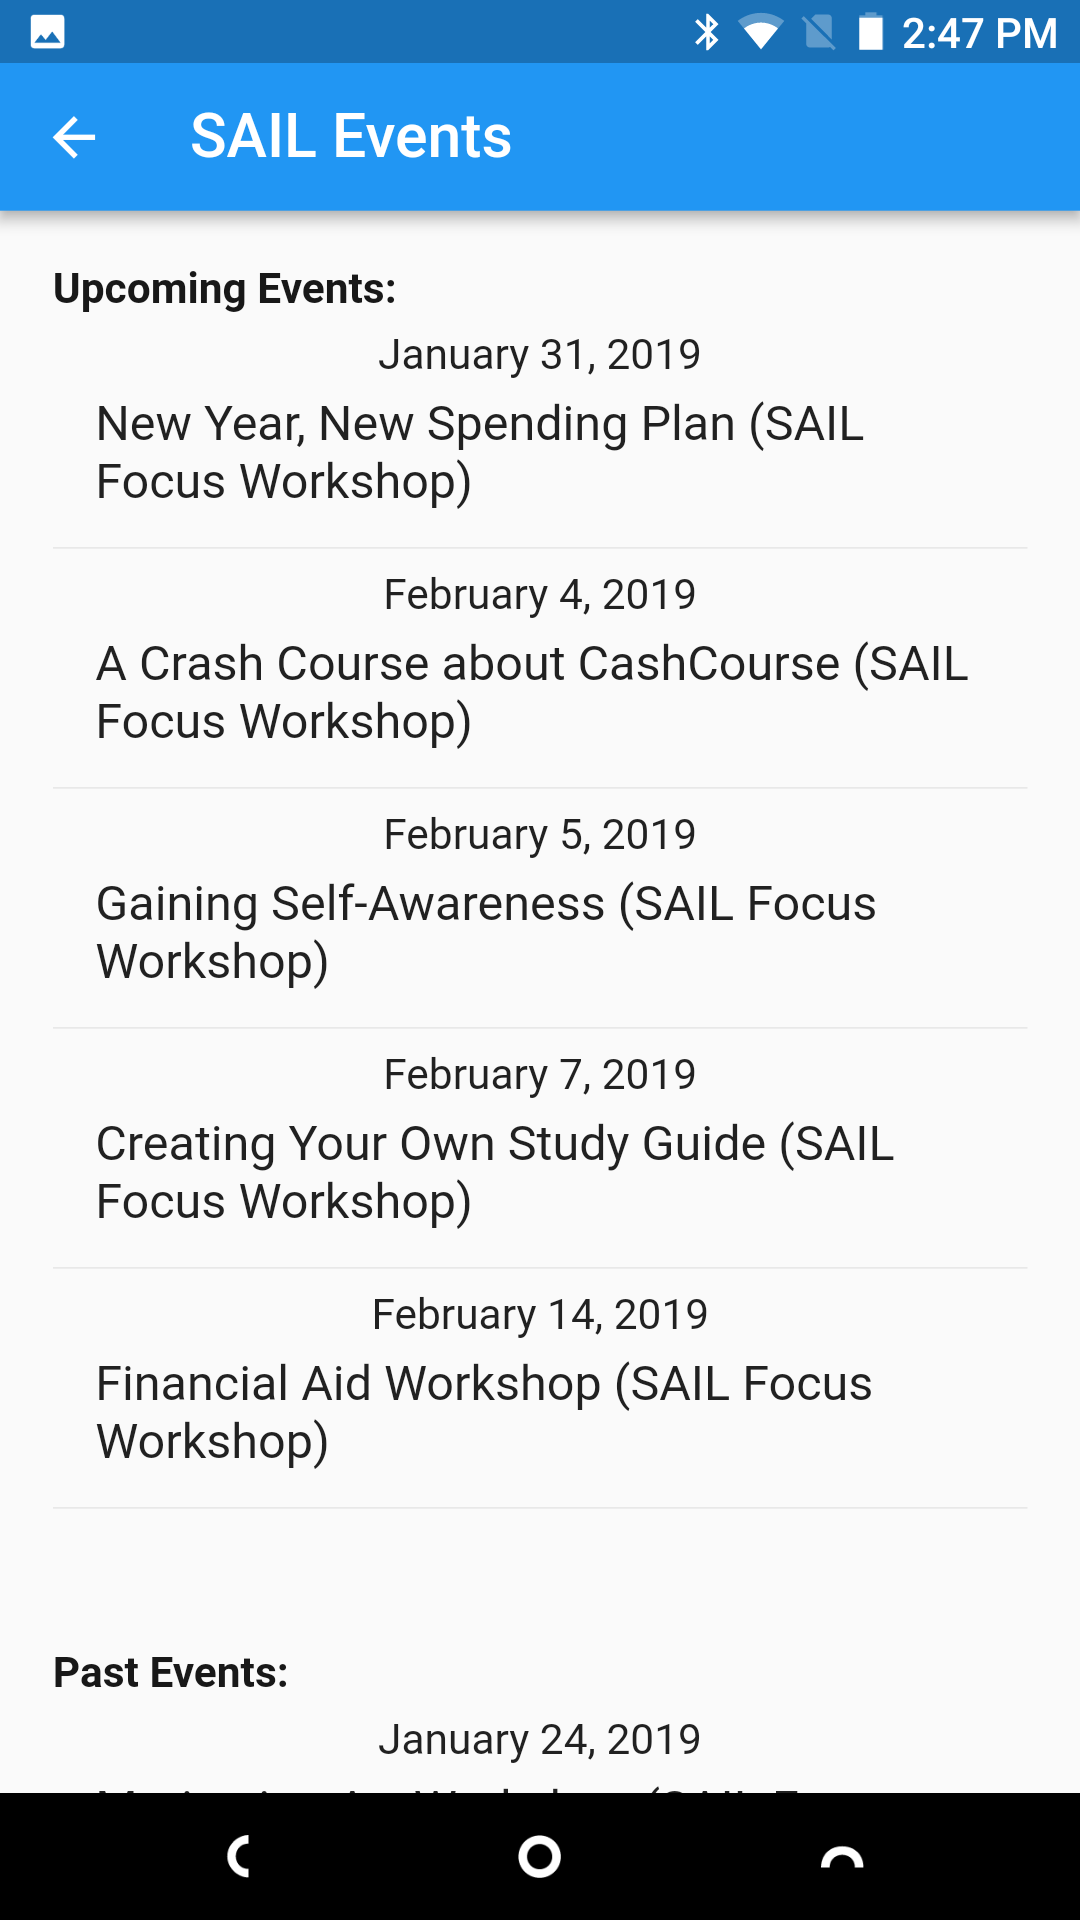 2:47 PM
SAIL Events
Upcoming Events:
January 31, 2019
New Year, New Spending Plan (SAIL
Focus Workshop)
February 4, 2019
A Crash Course about CashCourse (SAIL
Focus Workshop)
February 5, 2019
Gaining Self-Awareness (SAIL Focus
Workshop)
February 7, 2019
Creating Your Own Study Guide (SAIL
Focus Workshop)
February 14, 2019
Financial Aid Workshop (SAIL Focus
Workshop)
Past Events:
January 24, 2019